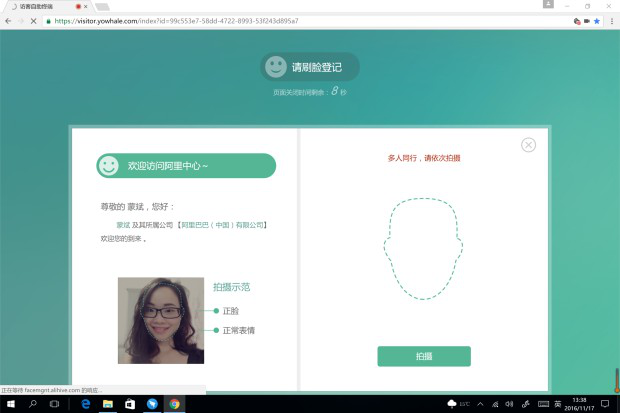 访客自助终端
https://visitor.yowhale.com/index?id=99c553e7-58dd-4722-8993-53f243d895a7
请刷脸登记
页面关闭时间剩余：8 秒
欢迎访问阿里中心～
多人同行，请依次拍摄
尊敬的 蒙斌，您好：
蒙斌 及其所属公司 【阿里巴巴（中国）有限公司】
欢迎您的到来 。
拍摄示范
正脸
正常表情
拍摄
正在等待 facemgnt.alihive.com 的响应...
15°C
英
13:38
2016/11/17